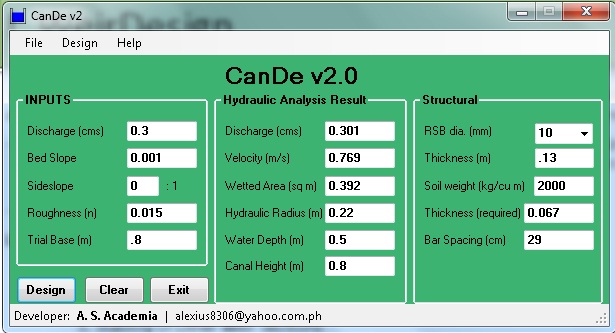 CanDe v2
File Design Help
CanDe v2.0
INPUTS
Discharge (cms) 0.3
Bed Slope 0.001
Sideslope 0 : 1
Roughness (n) 0.015
Trial Base (m) .8
Design Clear Exit
Hydraulic Analysis Result
Discharge (cms) 0.301
Velocity (m/s) 0.769
Wetted Area (sq m) 0.392
Hydraulic Radius (m) 0.22
Water Depth (m) 0.5
Canal Height (m) 0.8
Structural
RSB dia. (mm) 10
Thickness (m) .13
Soil weight (kg/cu m) 2000
Thickness (required) 0.067
Bar Spacing (cm) 29
Developer: A. S. Academia | alexius8306@yahoo.com.ph